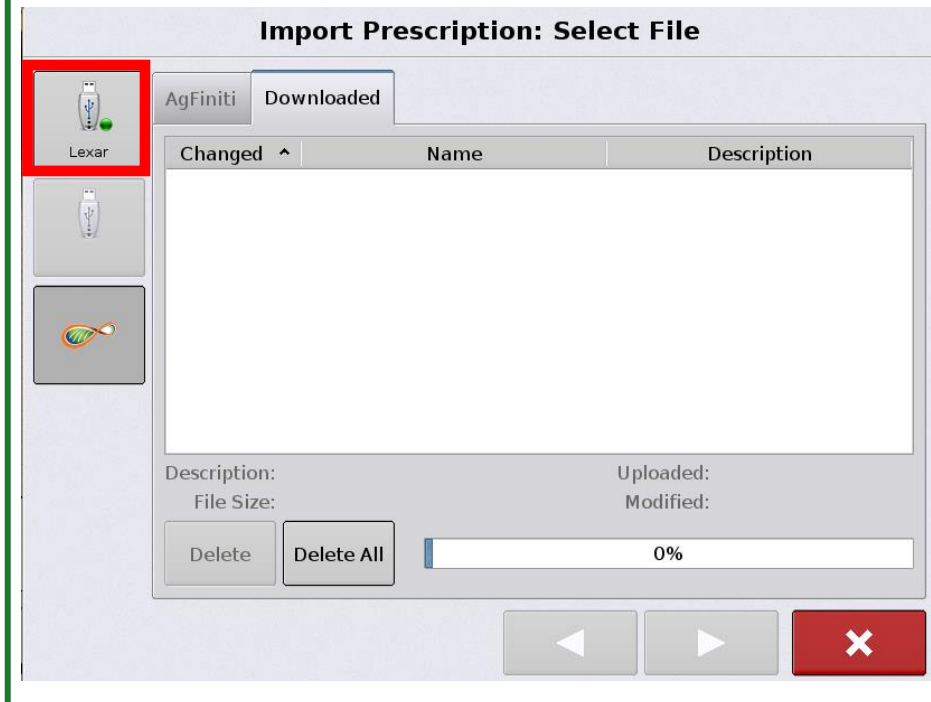 Import Prescription: Select File
Lexar
AgFiniti Downloaded
Changed Name Description
Description: Uploaded:
File Size: Modified:
Delete Delete All 0%